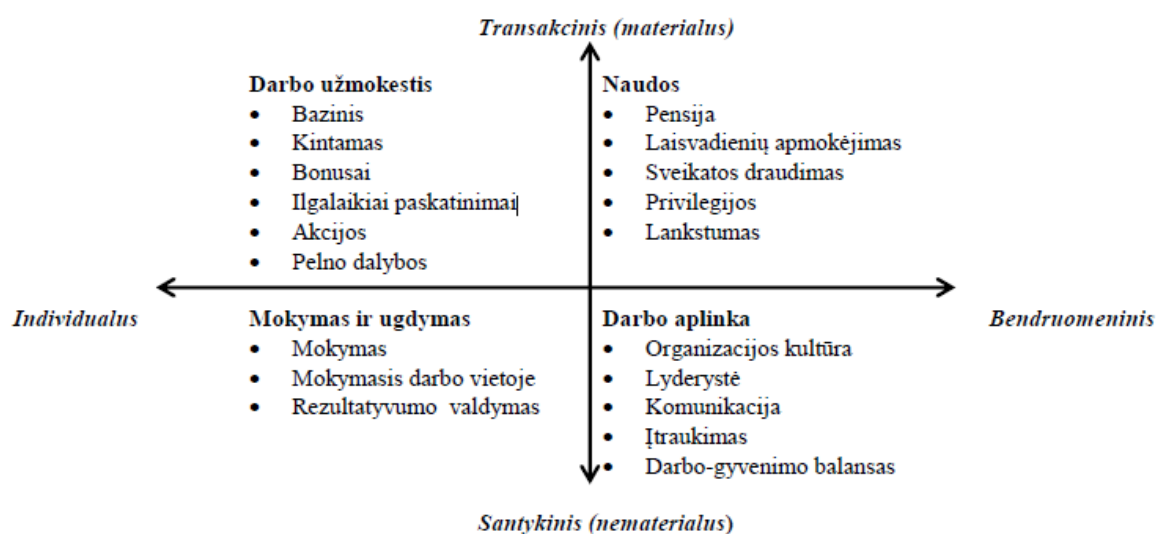 Transakcinis (materialus)
Darbo užmokestis
• Bazinis
• Kintamas
• Bonusai
• Ilgalaikiai paskatinimai
• Akcijos
• Pelno dalybos
Naudos
• Pensija
• Laisvadienių apmokėjimas
• Sveikatos draudimas
• Privilegijos
• Lankstumas
Individualus
Bendruomeninis
Mokymas ir ugdymas
• Mokymas
• Mokymasis darbo vietoje
• Rezultatyvumo valdymas
Darbo aplinka
• Organizacijos kultūra
• Lyderystė
• Komunikacija
• Įtraukimas
• Darbo-gyvenimo balansas
Santykinis (nematerialus)